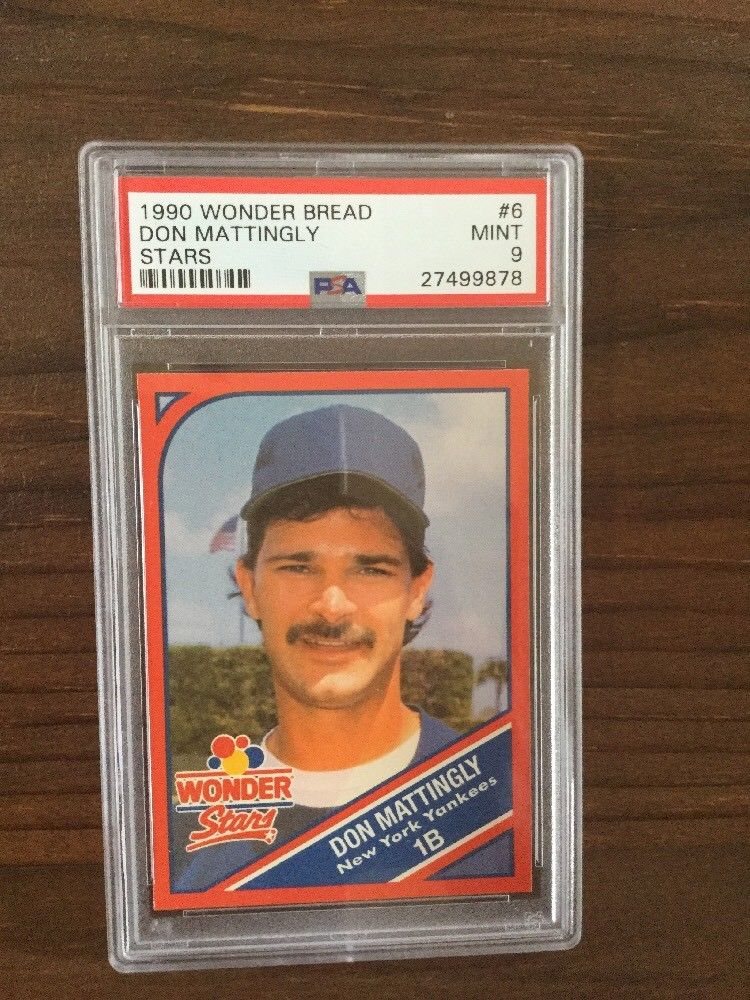 1990 WONDER BREAD #6
DON MATTINGLY MINT
STARS 9
PSA 27499878
WONDER
Stars
DON MATTINGLY
New York Yankees
1B